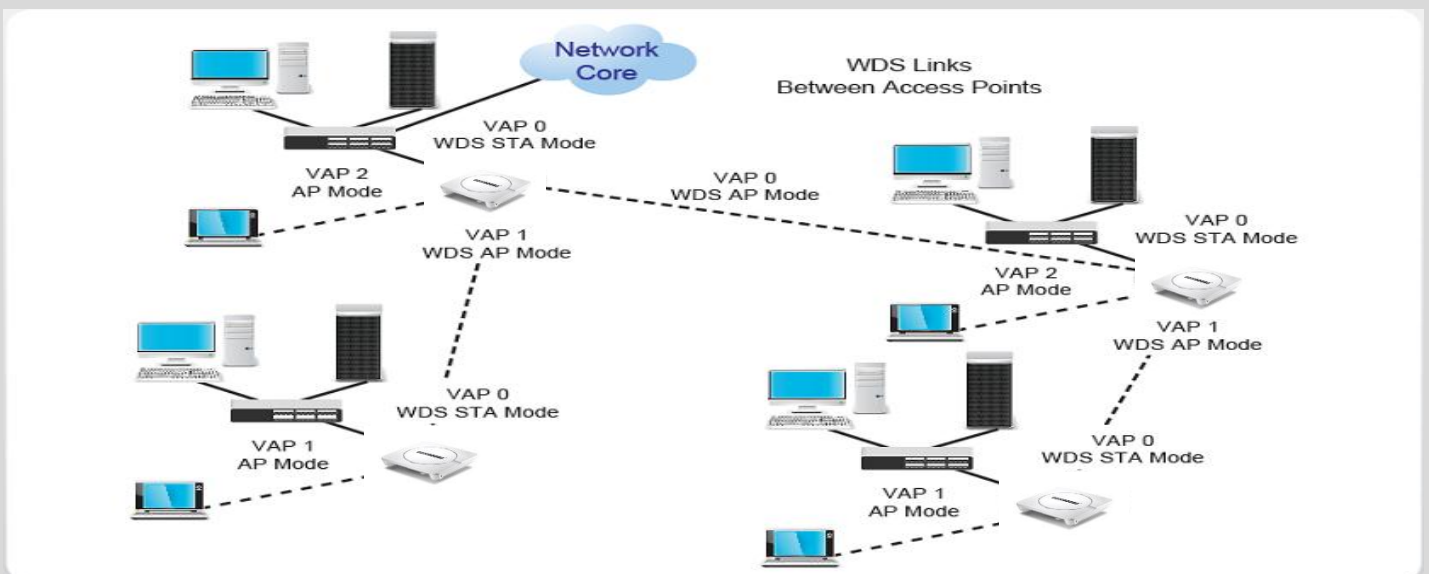 Network
Core
WDS Links
Between Access Points
VAP 0
WDS STA Mode
VAP 2
AP Mode
VAP 0
WDS AP Mode
VAP 1
WDS AP Mode
VAP 0
WDS STA Mode
VAP 2
AP Mode
VAP 1
WDS AP Mode
VAP 0
WDS STA Mode
VAP 1
AP Mode
VAP 0
WDS STA Mode
VAP 1
AP Mode